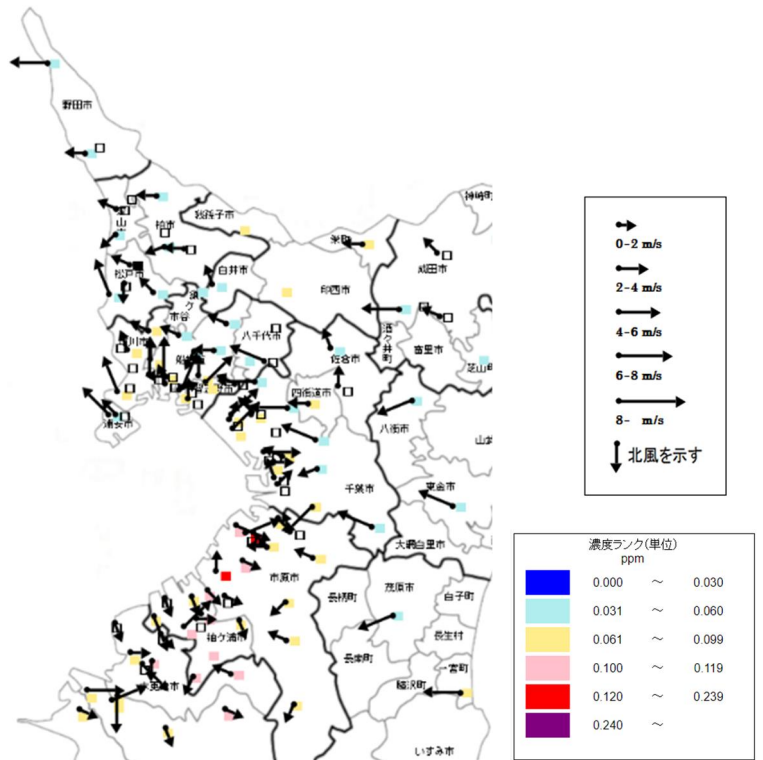 野田市
神崎町
我孫子市
柏市
栄町
成田市
松戸市
白井市
印西市
市谷
八千代市
酒々井町
富里市
佐倉市
芝山
四街道市
八街市
浦安市
千葉市
東金市
大網白里市
市原市
長柄町
茂原市
白子町
袖ケ浦市
長生村
長南町
一宮町
木更津市
睦沢町
いすみ市
0-2 m/s
2-4 m/s
4-6 m/s
6-8 m/s
8- m/s
北風を示す
濃度ランク(単位)
ppm
0.000 ～ 0.030
0.031 ～ 0.060
0.061 ～ 0.099
0.100 ～ 0.119
0.120 ～ 0.239
0.240 ～